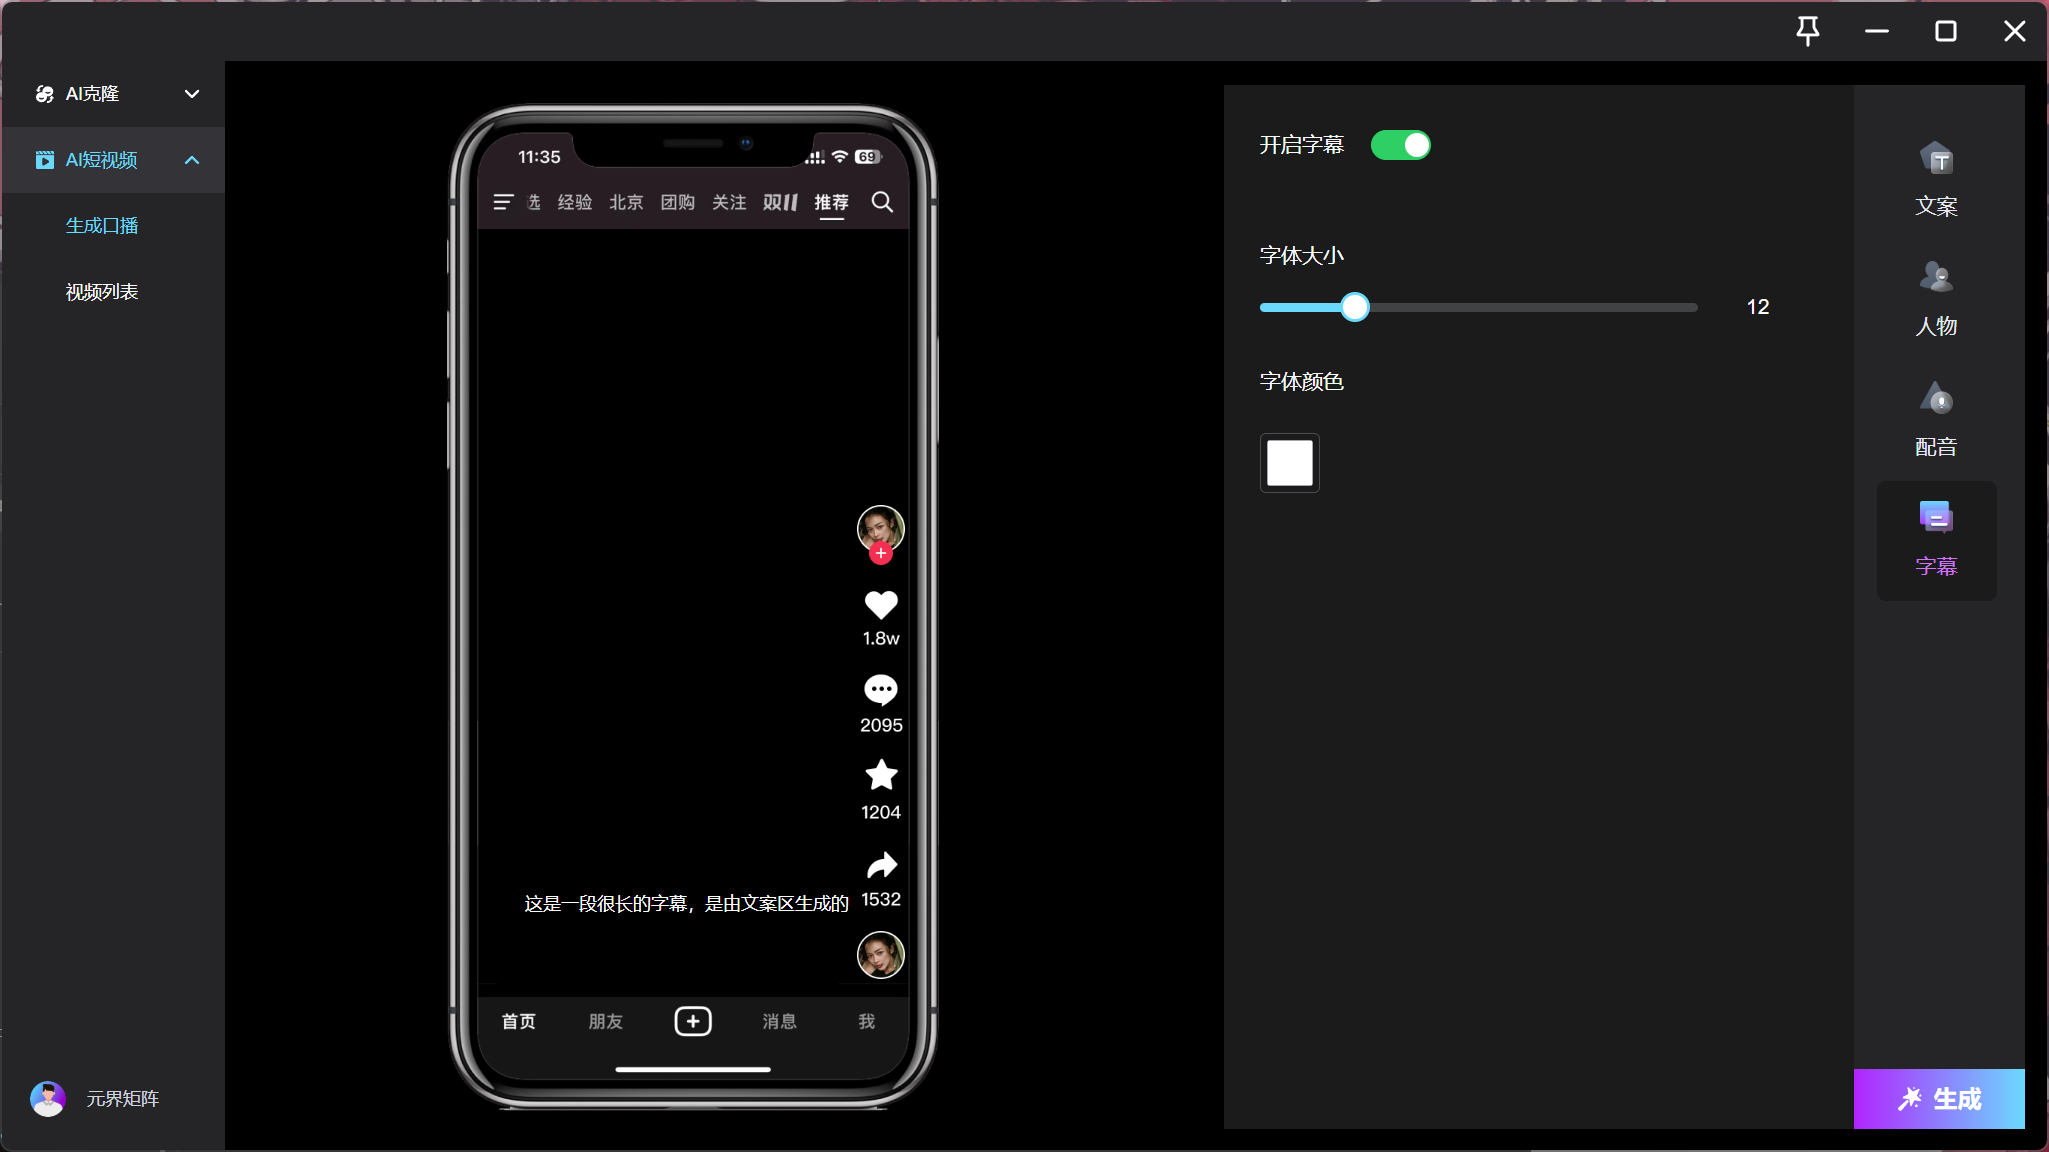 AI克隆
AI短视频
生成口播
视频列表
元界矩阵
11:35
69
选 经验 北京 团购 关注 双11 推荐
1.8w
2095
1204
1532
这是一段很长的字幕，是由文案区生成的
首页 朋友 消息 我
开启字幕
字体大小
12
字体颜色
文案
人物
配音
字幕
生成